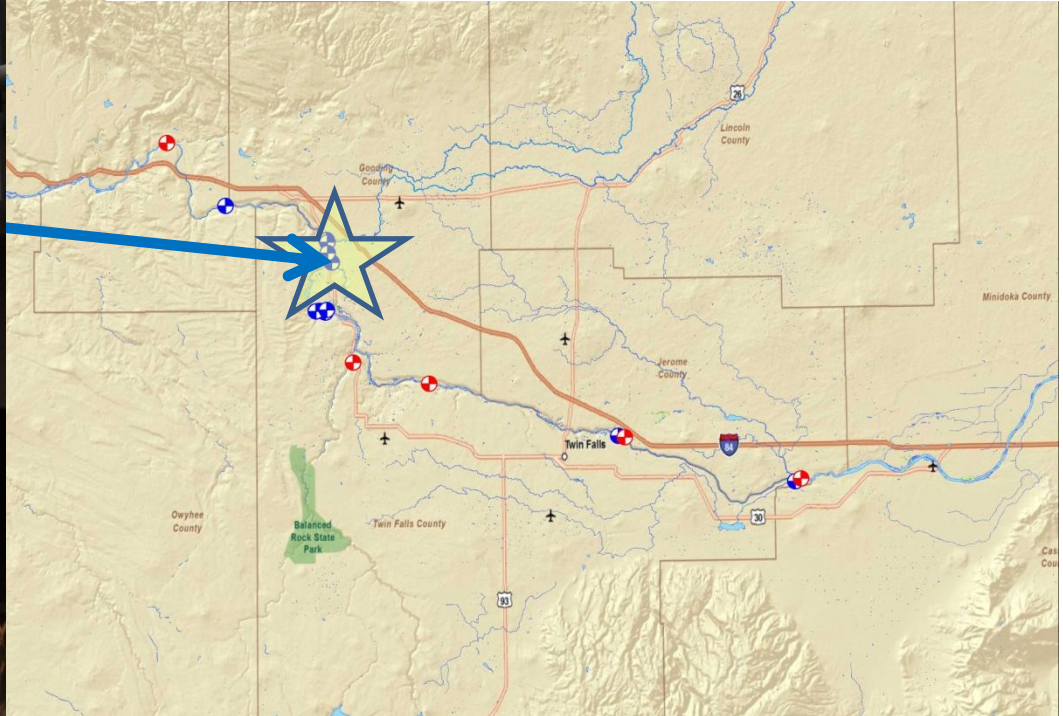 26
Lincoln
County
Gooding
County
Minidoka County
Jerome
County
Twin Falls
84
30
Owyhee
County
Balanced
Rock State
Park
Twin Falls County
93